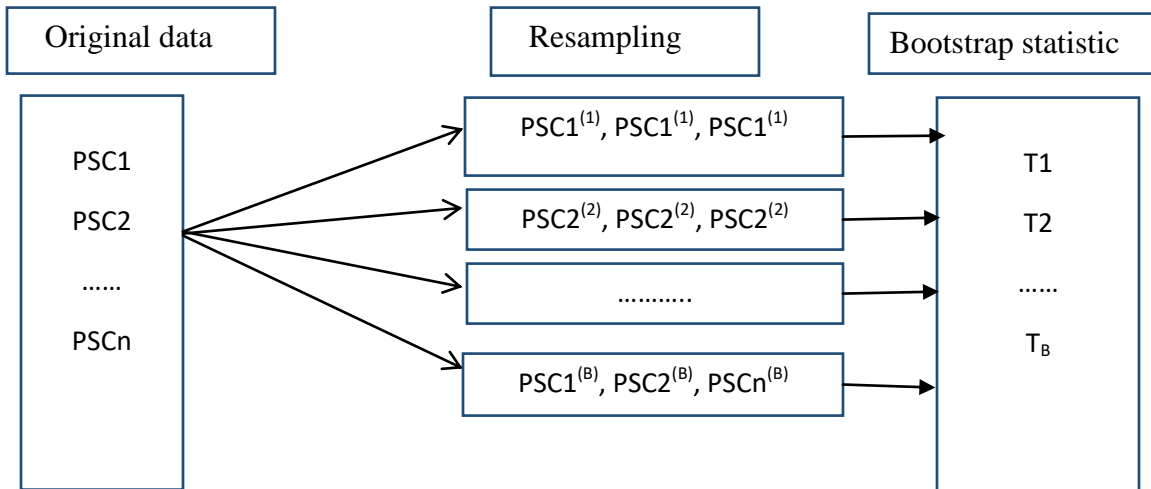 Original data
Resampling
Bootstrap statistic
PSC1
PSC2
……
PSCn
PSC1⁽¹⁾, PSC1⁽¹⁾, PSC1⁽¹⁾
PSC2⁽²⁾, PSC2⁽²⁾, PSC2⁽²⁾
………..
PSC1⁽ᴮ⁾, PSC2⁽ᴮ⁾, PSCn⁽ᴮ⁾
T1
T2
……
T_B